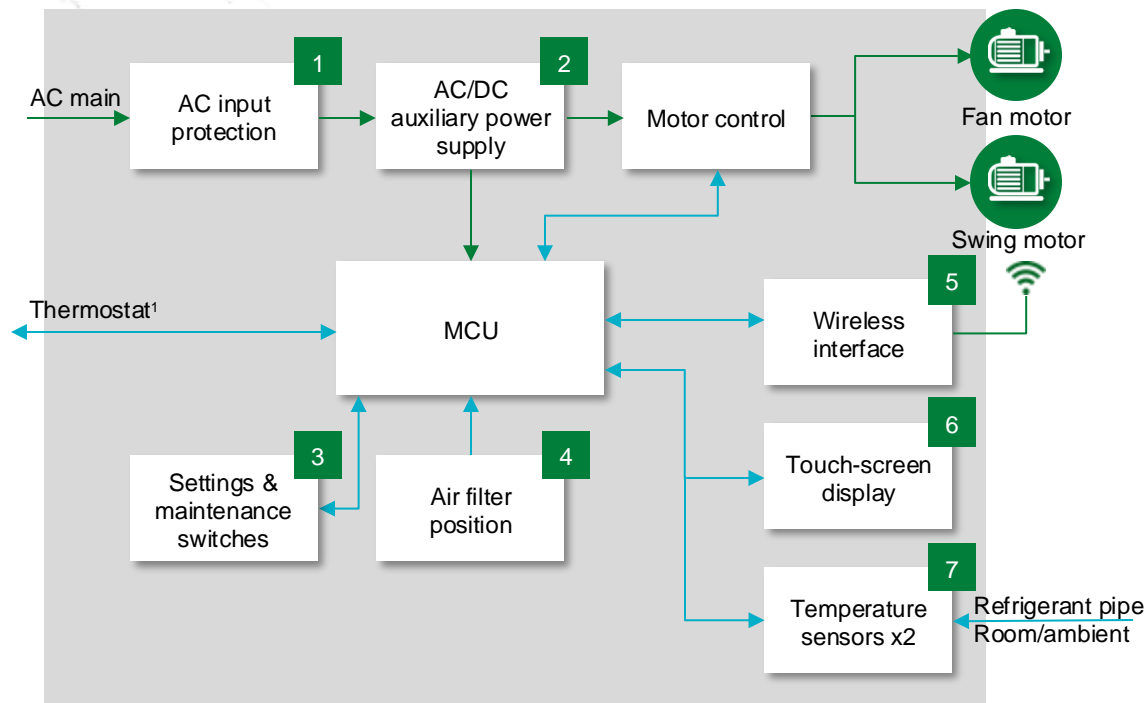 1
AC main
AC input
protection
2
AC/DC
auxiliary power
supply
Motor control
Fan motor
Swing motor
Thermostat¹
MCU
5
Wireless
interface
3
Settings &
maintenance
switches
4
Air filter
position
6
Touch-screen
display
7
Temperature
sensors x2
Refrigerant pipe
Room/ambient